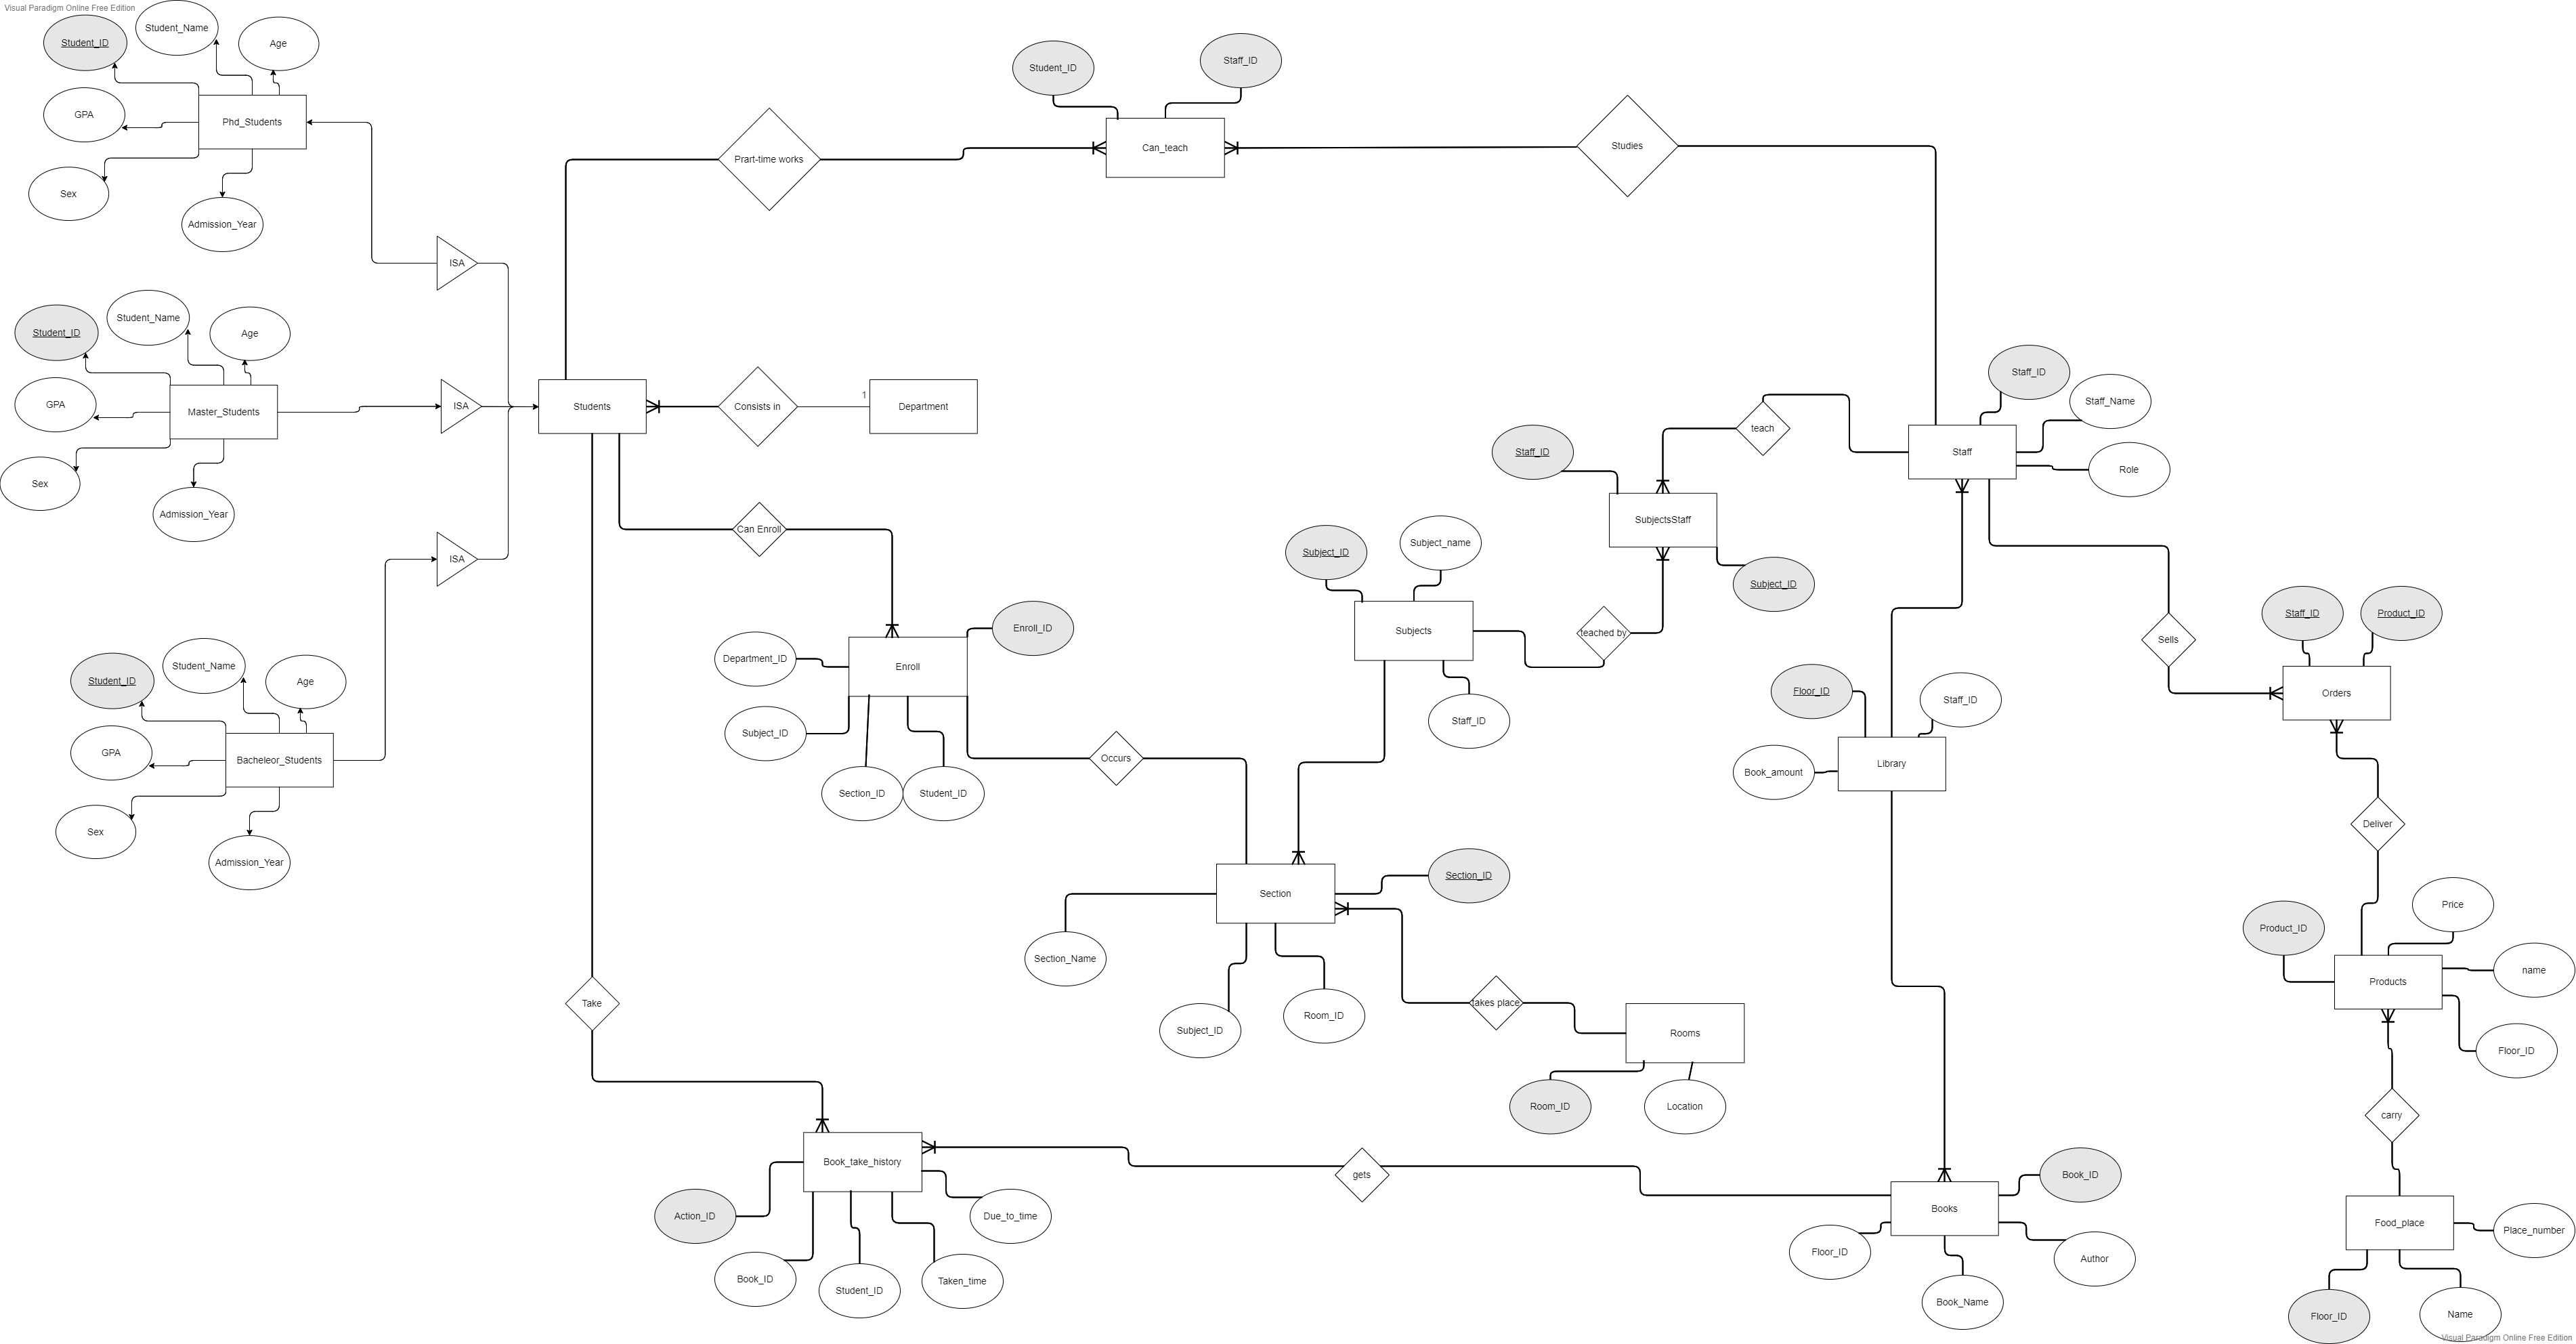 Visual Paradigm Online Free Edition
Student_ID
Student_Name
Age
GPA
Phd_Students
Sex
Admission_Year
ISA
Student_ID
Student_Name
Age
GPA
Master_Students
Sex
Admission_Year
ISA
Student_ID
Student_Name
Age
GPA
Bacheleor_Students
Sex
Admission_Year
ISA
Students
Consists in
1
Department
Prart-time works
Student_ID
Staff_ID
Can_teach
Studies
Can Enroll
Enroll_ID
Department_ID
Enroll
Subject_ID
Section_ID
Student_ID
Occurs
Subject_ID
Subject_name
Subjects
Staff_ID
teached by
Staff_ID
SubjectsStaff
Subject_ID
teach
Staff_ID
Staff_Name
Staff
Role
Floor_ID
Staff_ID
Library
Book_amount
Sells
Staff_ID
Product_ID
Orders
Deliver
Section_ID
Section
Section_Name
Subject_ID
Room_ID
takes place
Rooms
Room_ID
Location
Price
Product_ID
name
Products
Floor_ID
carry
Take
Book_take_history
Action_ID
Due_to_time
Book_ID
Student_ID
Taken_time
gets
Book_ID
Books
Floor_ID
Author
Book_Name
Food_place
Place_number
Floor_ID
Name
Visual Paradigm Online Free Edition